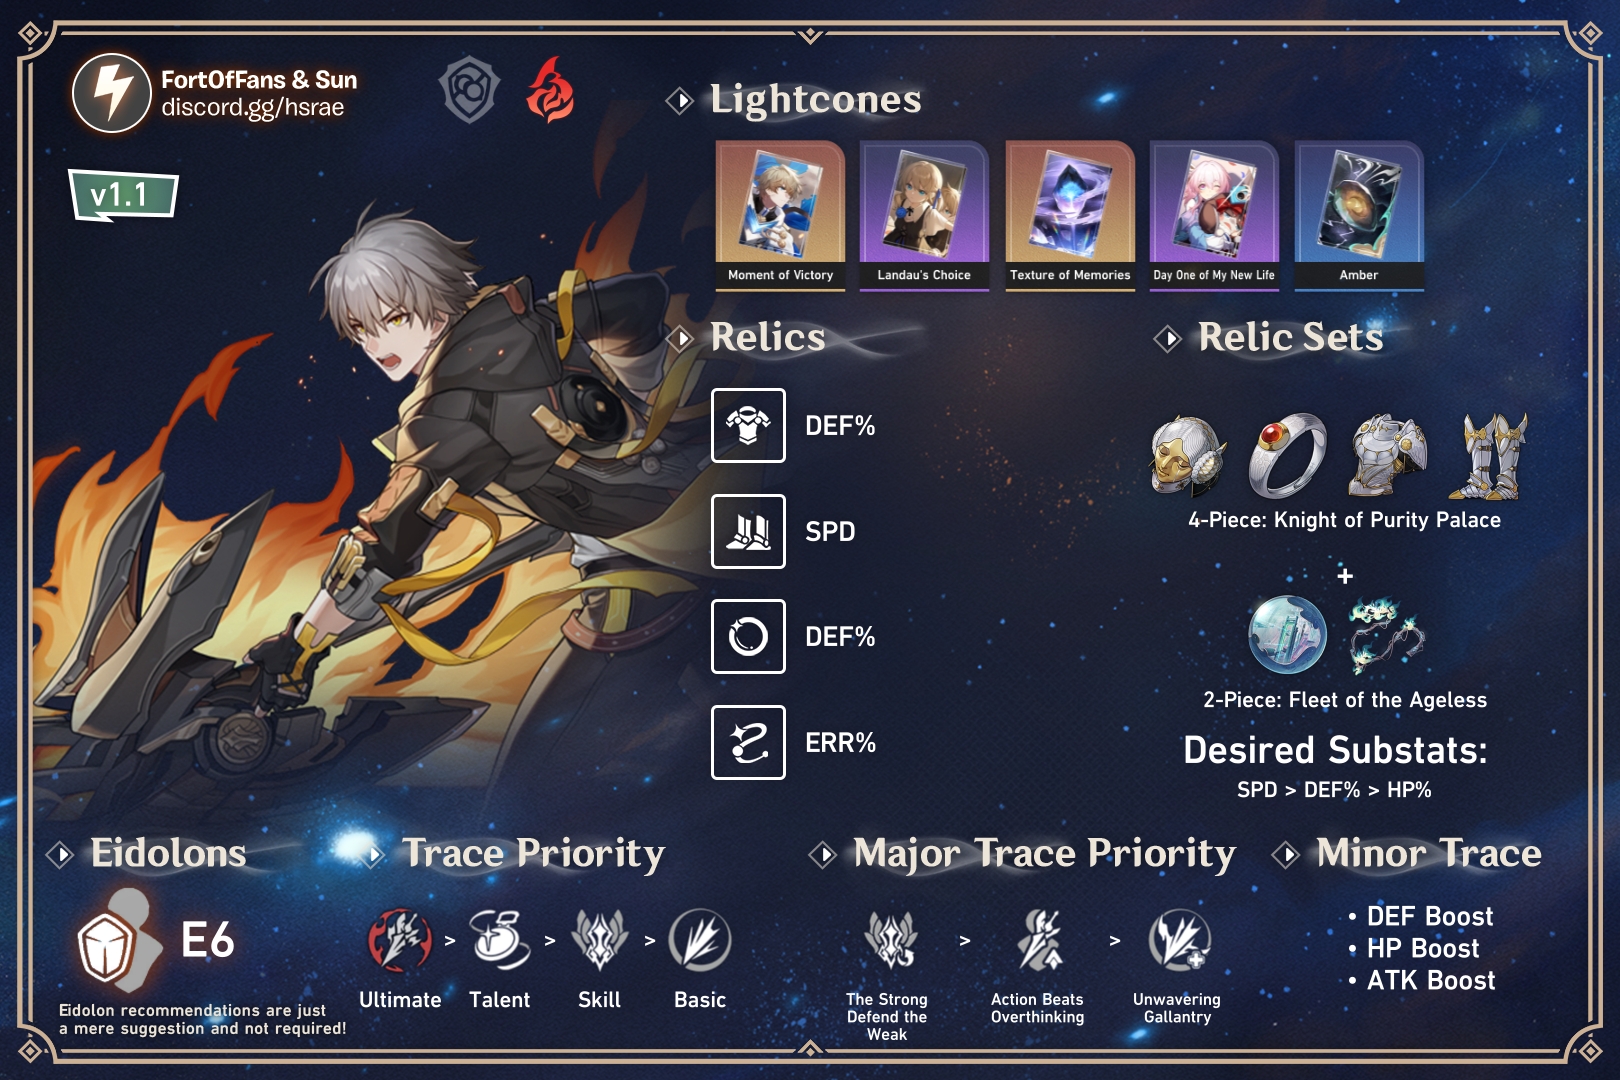 FortOfFans & Sun
discord.gg/hsrae
v1.1
Lightcones
Moment of Victory
Landau's Choice
Texture of Memories
Day One of My New Life
Amber
Relics
DEF%
SPD
DEF%
ERR%
Relic Sets
4-Piece: Knight of Purity Palace
+
2-Piece: Fleet of the Ageless
Desired Substats:
SPD > DEF% > HP%
Eidolons
E6
Eidolon recommendations are just
a mere suggestion and not required!
Trace Priority
> > >
Ultimate Talent Skill Basic
Major Trace Priority
> >
The Strong
Defend the
Weak
Action Beats
Overthinking
Unwavering
Gallantry
Minor Trace
• DEF Boost
• HP Boost
• ATK Boost